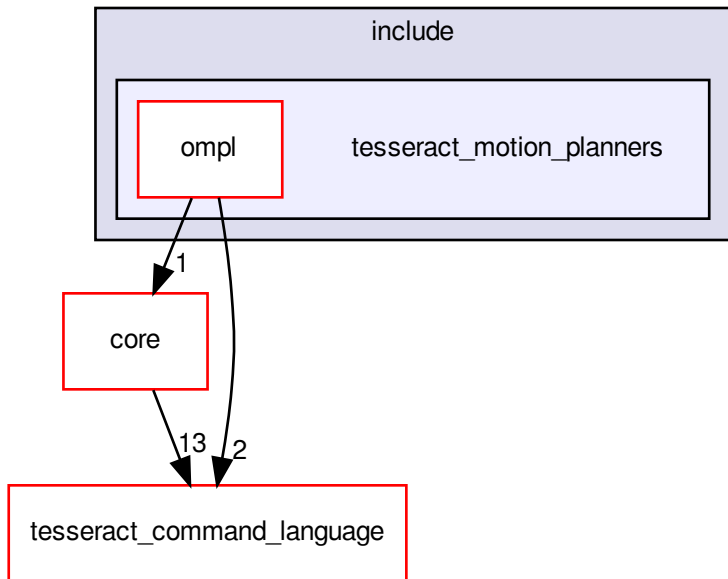 include
ompl
tesseract_motion_planners
1
core
13
2
tesseract_command_language